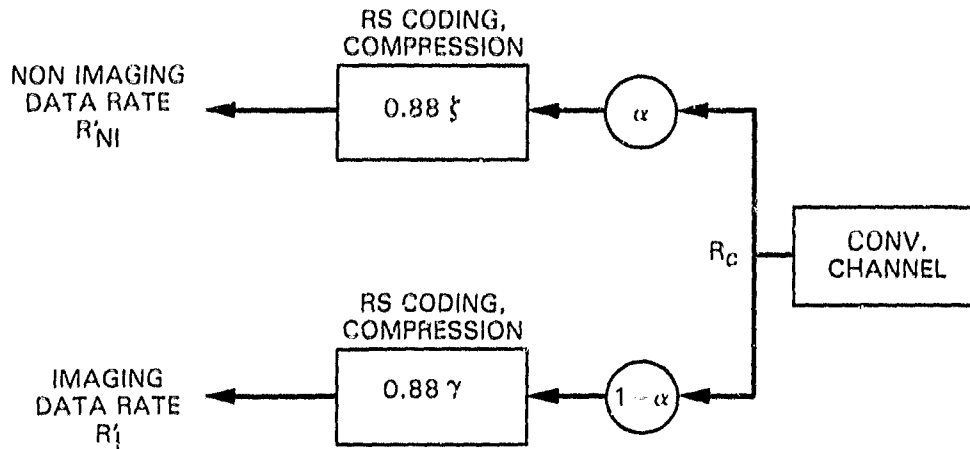 RS CODING,
COMPRESSION
NON IMAGING
DATA RATE
R'NI
0.88 ζ
α
Rc
CONV.
CHANNEL
RS CODING,
COMPRESSION
IMAGING
DATA RATE
R'I
0.88 γ
1 - α